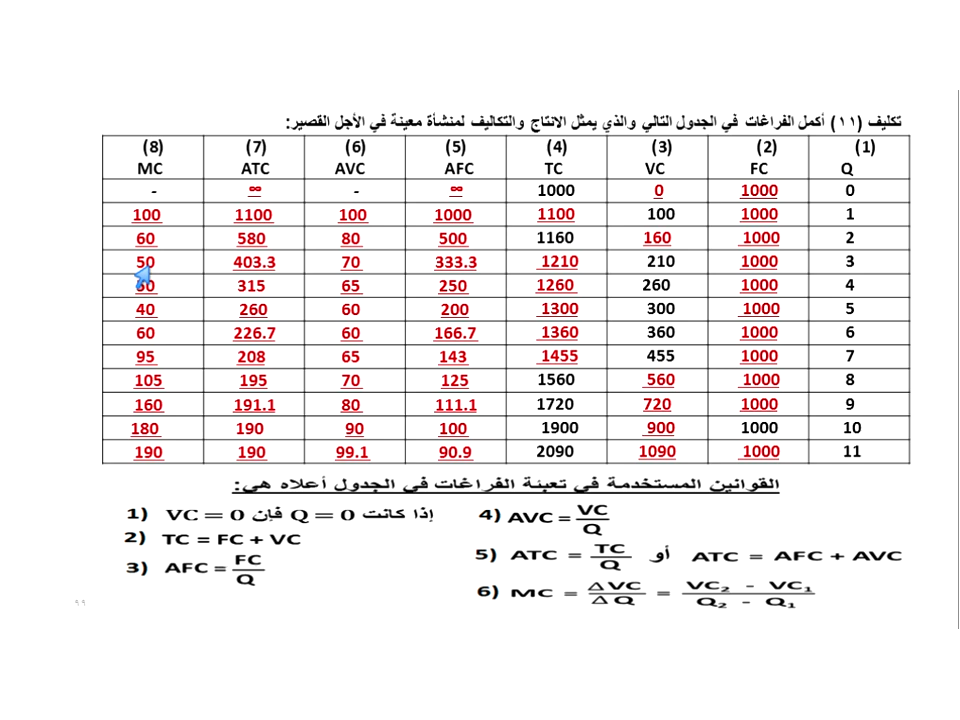 تكليف (١١) أكمل الفراغات في الجدول التالي والذي يمثل الانتاج والتكاليف لمنشأة معينة في الأجل القصير:
(8) (7) (6) (5) (4) (3) (2) (1)
MC ATC AVC AFC TC VC FC Q
- ∞ - ∞ 1000 0 1000 0
100 1100 100 1000 1100 100 1000 1
60 580 80 500 1160 160 1000 2
50 403.3 70 333.3 1210 210 1000 3
50 315 65 250 1260 260 1000 4
40 260 60 200 1300 300 1000 5
60 226.7 60 166.7 1360 360 1000 6
95 208 65 143 1455 455 1000 7
105 195 70 125 1560 560 1000 8
160 191.1 80 111.1 1720 720 1000 9
180 190 90 100 1900 900 1000 10
190 190 99.1 90.9 2090 1090 1000 11
القوانين المستخدمة في تعبئة الفراغات في الجدول أعلاه هي:
1) إذا كانت Q = 0 فإن VC = 0
2) TC = FC + VC
3) AFC = FC / Q
4) AVC = VC / Q
5) ATC = TC / Q أو ATC = AFC + AVC
6) MC = ΔVC / ΔQ = VC₂ - VC₁ / Q₂ - Q₁
٩٩